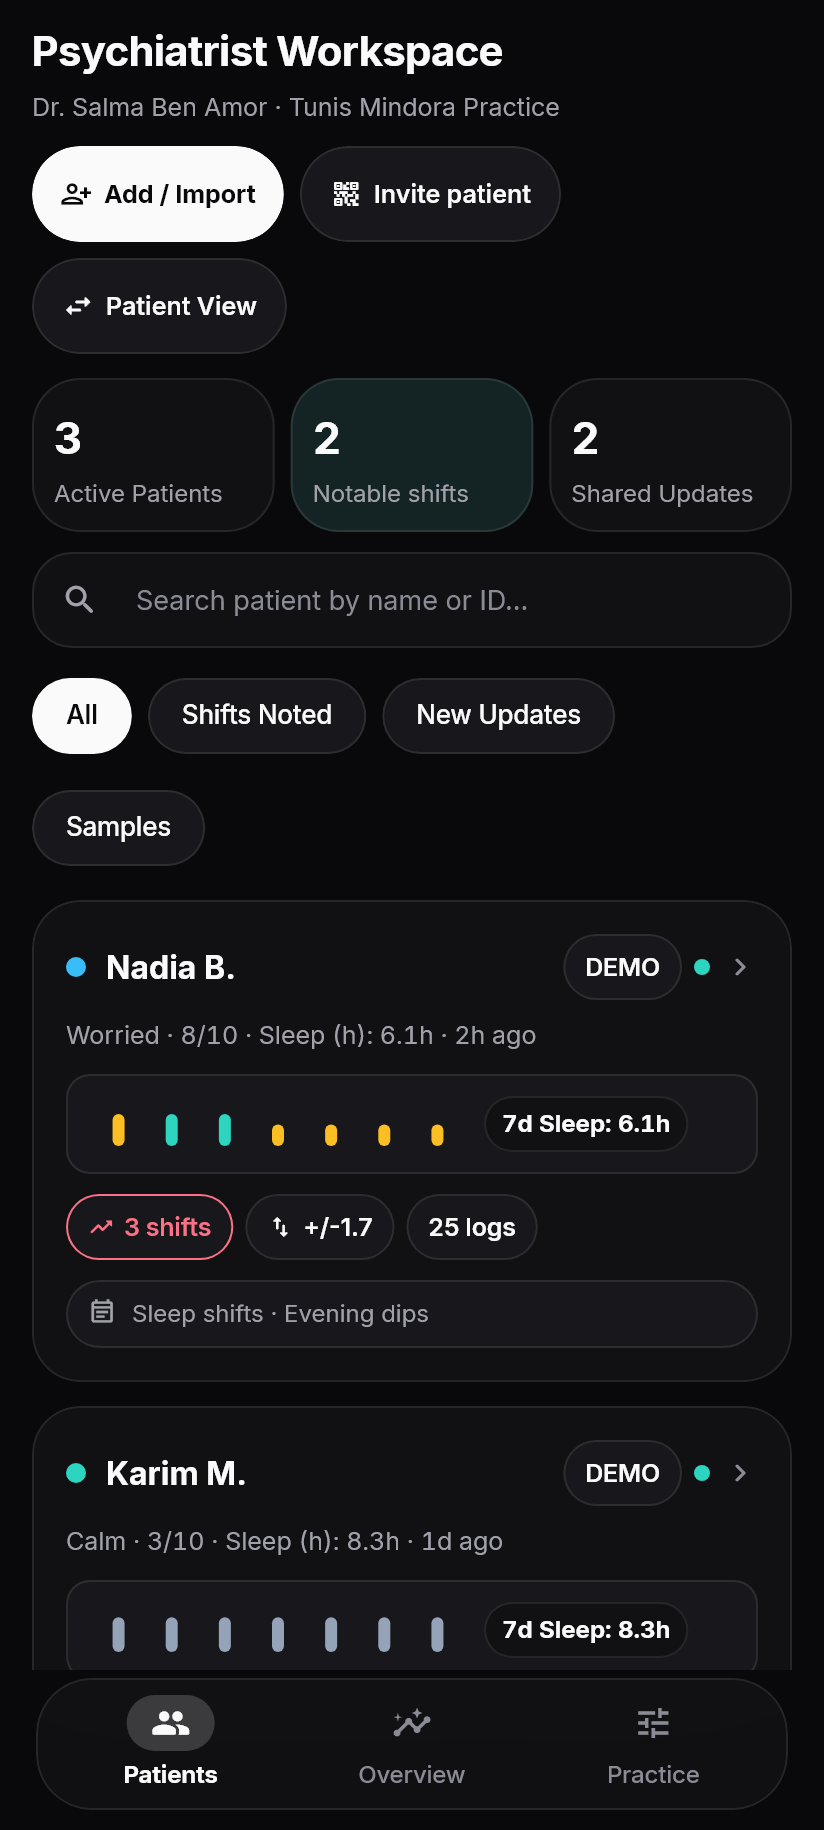 Psychiatrist Workspace
Dr. Salma Ben Amor · Tunis Mindora Practice
Add / Import
Invite patient
Patient View
3
Active Patients
2
Notable shifts
2
Shared Updates
Search patient by name or ID...
All
Shifts Noted
New Updates
Samples
Nadia B.
DEMO
Worried · 8/10 · Sleep (h): 6.1h · 2h ago
7d Sleep: 6.1h
3 shifts
+/-1.7
25 logs
Sleep shifts · Evening dips
Karim M.
DEMO
Calm · 3/10 · Sleep (h): 8.3h · 1d ago
7d Sleep: 8.3h
Patients
Overview
Practice